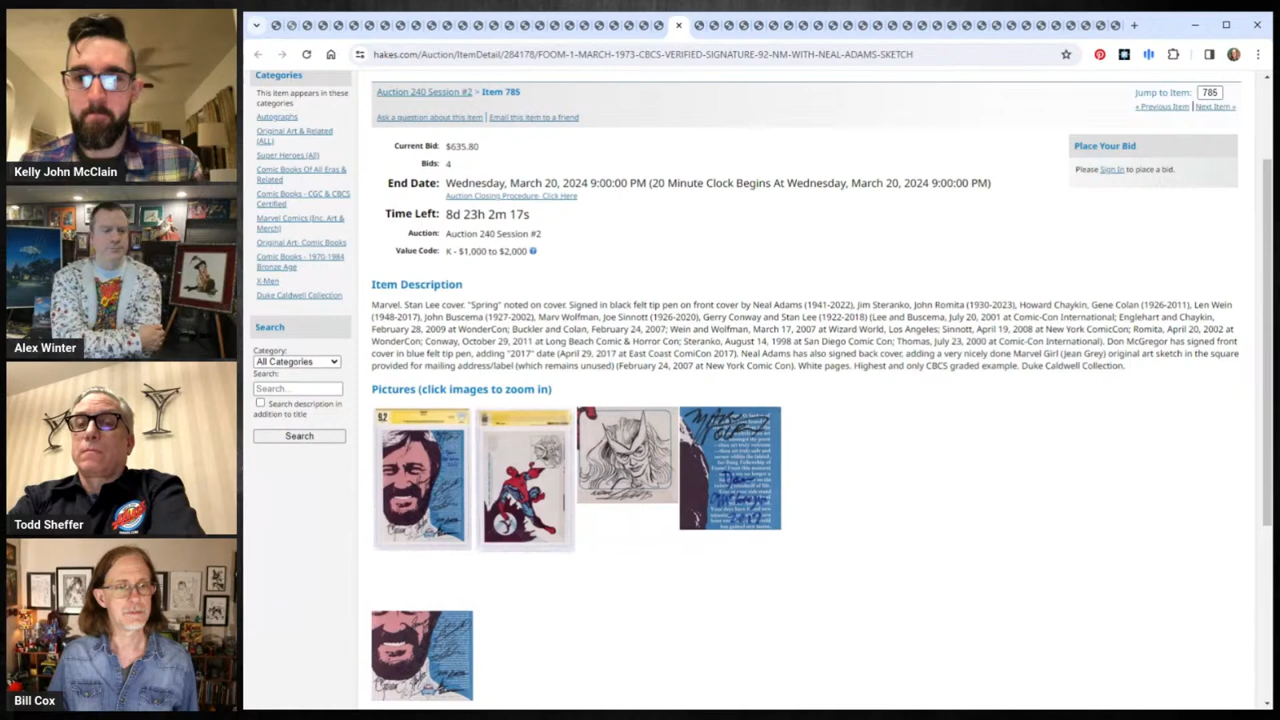 Kelly John McClain
Alex Winter
Todd Sheffer
Bill Cox
hakes.com/Auction/ItemDetail/284178/FOOM-1-MARCH-1973-CBCS-VERIFIED-SIGNATURE-92-NM-WITH-NEAL-ADAMS-SKETCH
Categories
This item appears in these
categories
Autographs
Original Art & Related
(ALL)
Super Heroes (All)
Comic Books Of All Eras &
Related
Comic Books - CGC & CBCS
Certified
Marvel Comics (Inc. Art &
Merch)
Original Art: Comic Books
Comic Books - 1970-1984
Bronze Age
X-Men
Duke Caldwell Collection
Search
Category:
All Categories
Search:
Search...
Search description in
addition to title
Search
Auction 240 Session #2 > Item 785
Jump to Item: 785
Ask a question about this item | Email this item to a friend
« Previous Item | Next Item »
Current Bid: $635.80
Bids: 4
End Date: Wednesday, March 20, 2024 9:00:00 PM (20 Minute Clock Begins At Wednesday, March 20, 2024 9:00:00 PM)
Auction Closing Procedure- Click Here
Time Left: 8d 23h 2m 17s
Auction: Auction 240 Session #2
Value Code: K - $1,000 to $2,000
Place Your Bid
Please Sign In to place a bid.
Item Description
Marvel. Stan Lee cover. "Spring" noted on cover. Signed in black felt tip pen on front cover by Neal Adams (1941-2022), Jim Steranko, John Romita (1930-2023), Howard Chaykin, Gene Colan (1926-2011), Len Wein
(1948-2017), John Buscema (1927-2002), Marv Wolfman, Joe Sinnott (1926-2020), Gerry Conway and Stan Lee (1922-2018) (Lee and Buscema, July 20, 2001 at Comic-Con International; Englehart and Chaykin,
February 28, 2009 at WonderCon; Buckler and Colan, February 24, 2007; Wein and Wolfman, March 17, 2007 at Wizard World, Los Angeles; Sinnott, April 19, 2008 at New York ComicCon; Romita, April 20, 2002 at
WonderCon; Conway, October 29, 2011 at Long Beach Comic & Horror Con; Steranko, August 14, 1998 at San Diego Comic Con; Thomas, July 23, 2000 at Comic-Con International). Don McGregor has signed front
cover in blue felt tip pen, adding "2017" date (April 29, 2017 at East Coast ComiCon 2017). Neal Adams has also signed back cover, adding a very nicely done Marvel Girl (Jean Grey) original art sketch in the square
provided for mailing address/label (which remains unused) (February 24, 2007 at New York Comic Con). White pages. Highest and only CBCS graded example. Duke Caldwell Collection.
Pictures (click images to zoom in)
9.2